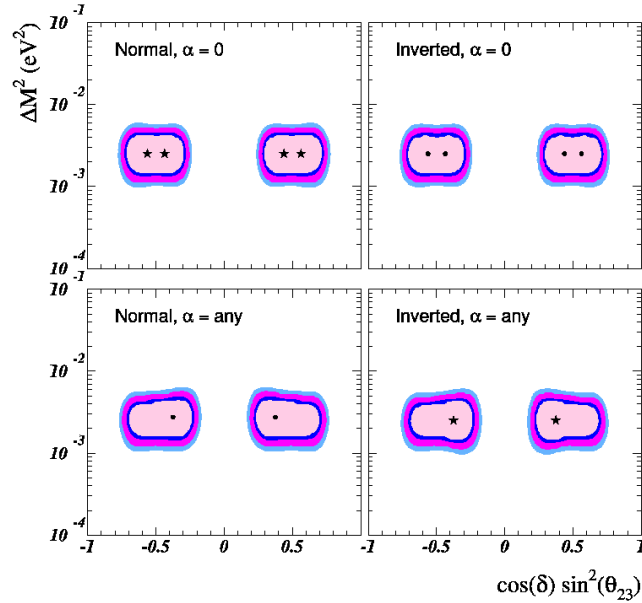 10 -1
Normal, α = 0
Inverted, α = 0
ΔM² (eV²)
10 -2
10 -3
10 -4
10 -1
Normal, α = any
Inverted, α = any
10 -2
10 -3
10 -4
-1 -0.5 0 0.5 -1 -0.5 0 0.5 1
cos(δ) sin²(θ₂₃)